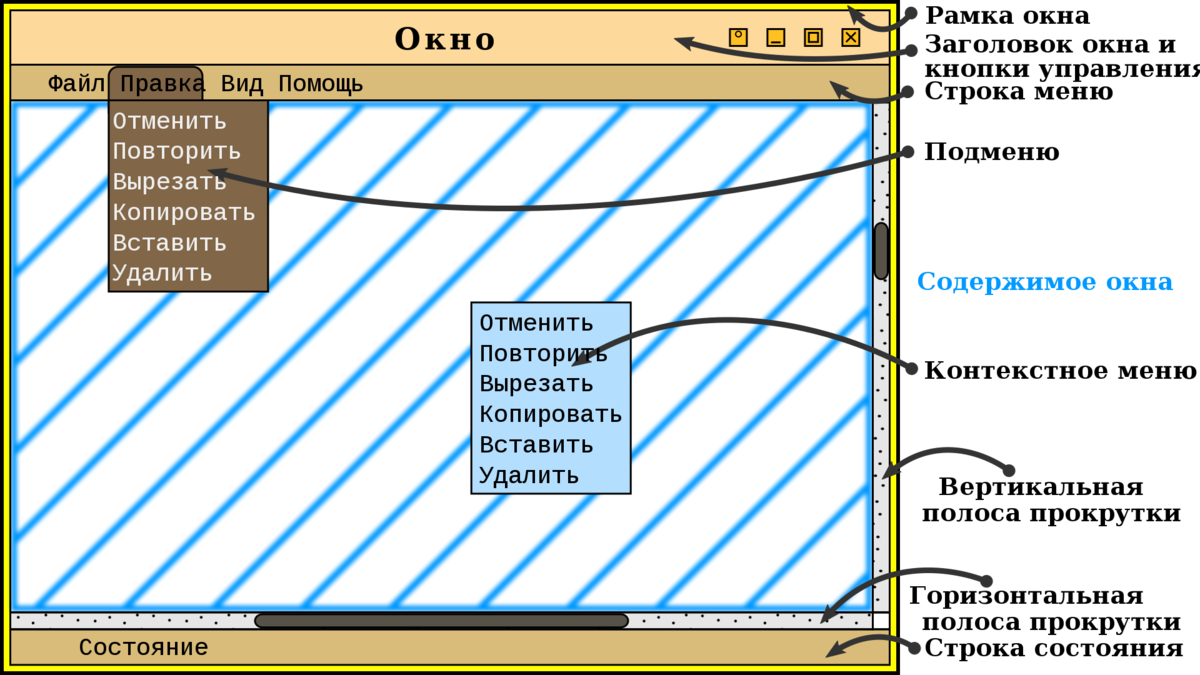 Окно
Файл Правка Вид Помощь
Отменить
Повторить
Вырезать
Копировать
Вставить
Удалить
Отменить
Повторить
Вырезать
Копировать
Вставить
Удалить
Состояние
Рамка окна
Заголовок окна и
кнопки управления
Строка меню
Подменю
Содержимое окна
Контекстное меню
Вертикальная
полоса прокрутки
Горизонтальная
полоса прокрутки
Строка состояния